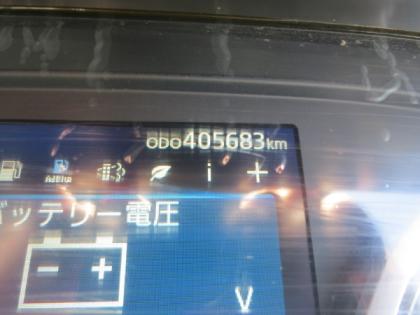 ODO405683km
AdBlue
i +
バッテリー電圧
- +
V